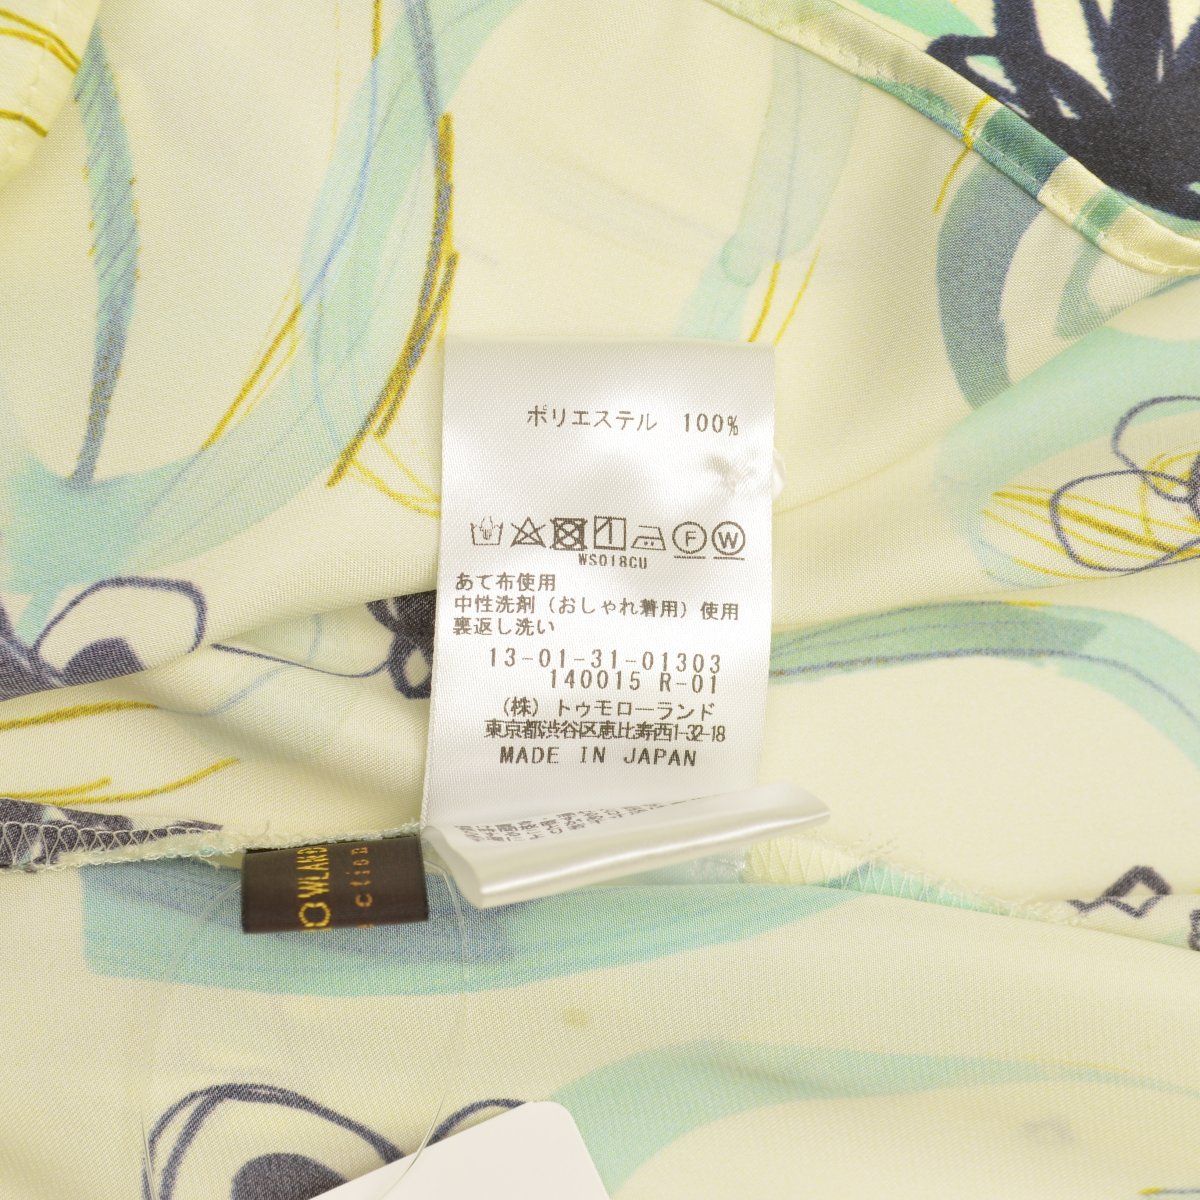 ポリエステル 100%
F W
WS018CU
あて布使用
中性洗剤（おしゃれ着用）使用
裏返し洗い
13-01-31-01303
140015 R-01
（株）トゥモローランド
東京都渋谷区恵比寿西1-32-18
MADE IN JAPAN
OWLAND
ction